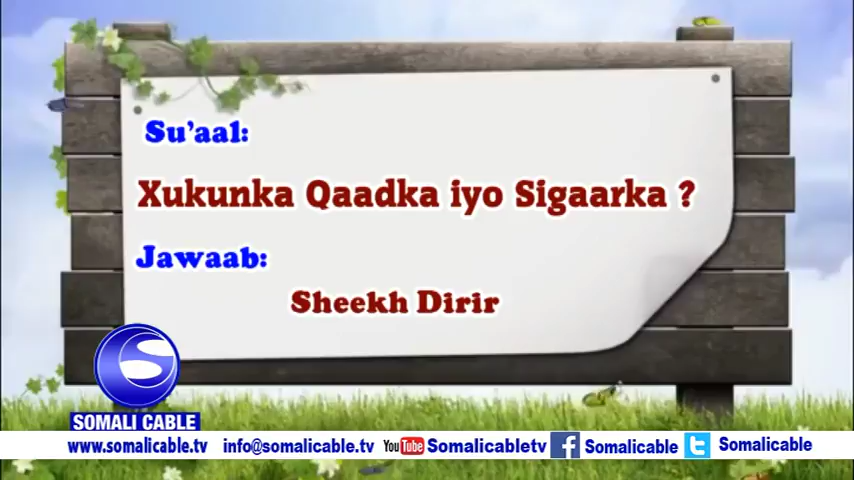 Su'aal:
Xukunka Qaadka iyo Sigaarka ?
Jawaab:
Sheekh Dirir
S
SOMALI CABLE
www.somalicable.tv info@somalicable.tv YouTube Somalicabletv f Somalicable t Somalicable